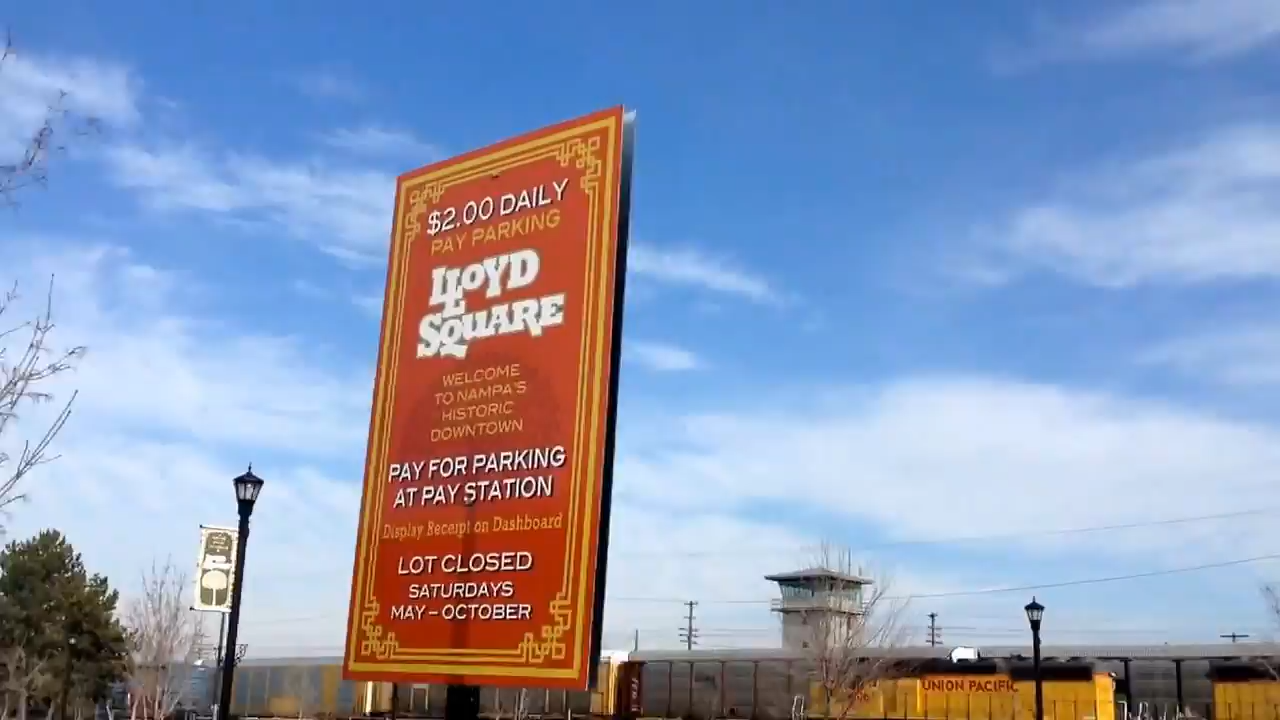 $2.00 DAILY
PAY PARKING
LLOYD
SQUARE
WELCOME
TO NAMPA'S
HISTORIC
DOWNTOWN
PAY FOR PARKING
AT PAY STATION
Display Receipt on Dashboard
LOT CLOSED
SATURDAYS
MAY – OCTOBER
UNION PACIFIC